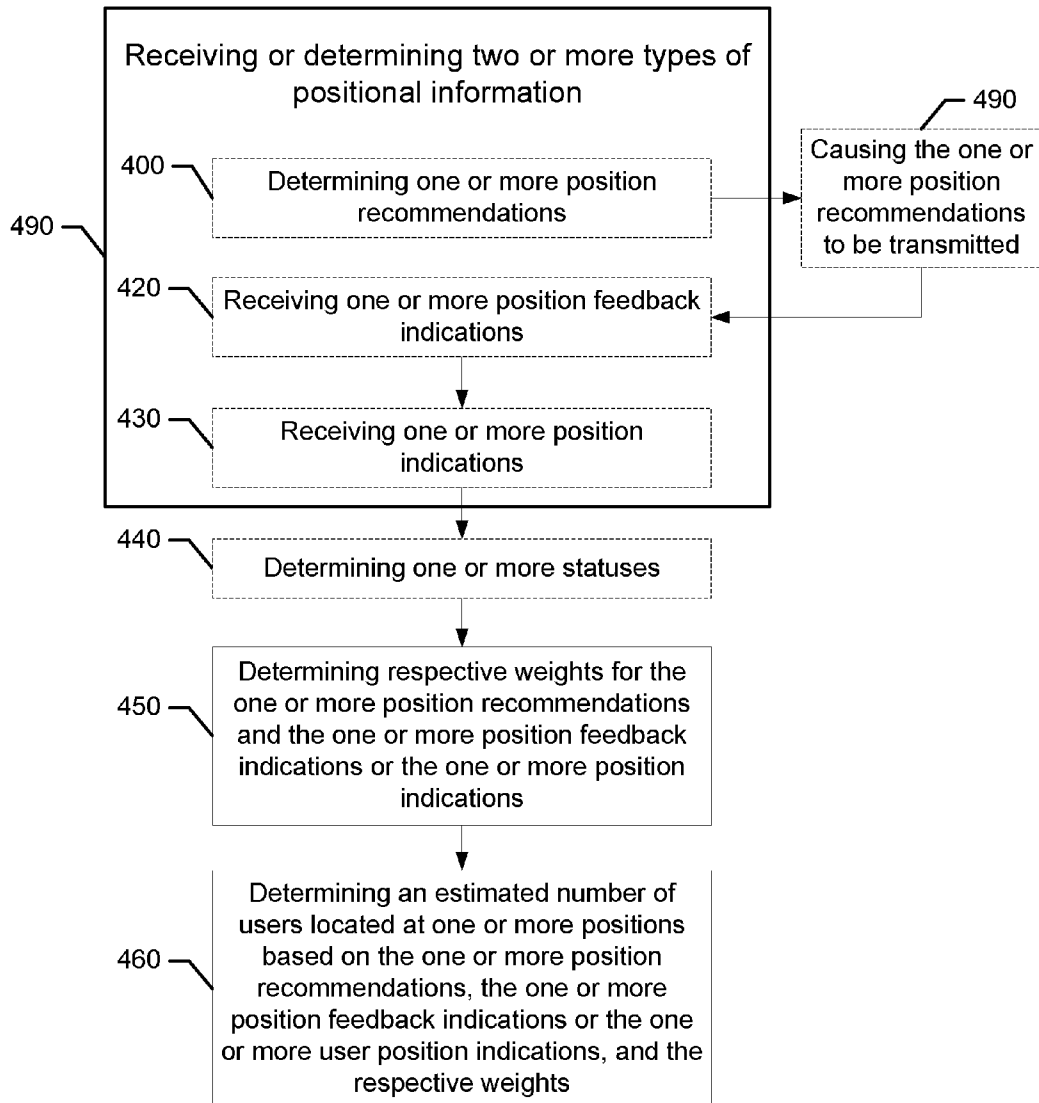 Receiving or determining two or more types of
positional information
490
400
Determining one or more position
recommendations
490
Causing the one or
more position
recommendations
to be transmitted
420
Receiving one or more position feedback
indications
430
Receiving one or more position
indications
440
Determining one or more statuses
450
Determining respective weights for the
one or more position recommendations
and the one or more position feedback
indications or the one or more position
indications
460
Determining an estimated number of
users located at one or more positions
based on the one or more position
recommendations, the one or more
position feedback indications or the one
or more user position indications, and the
respective weights